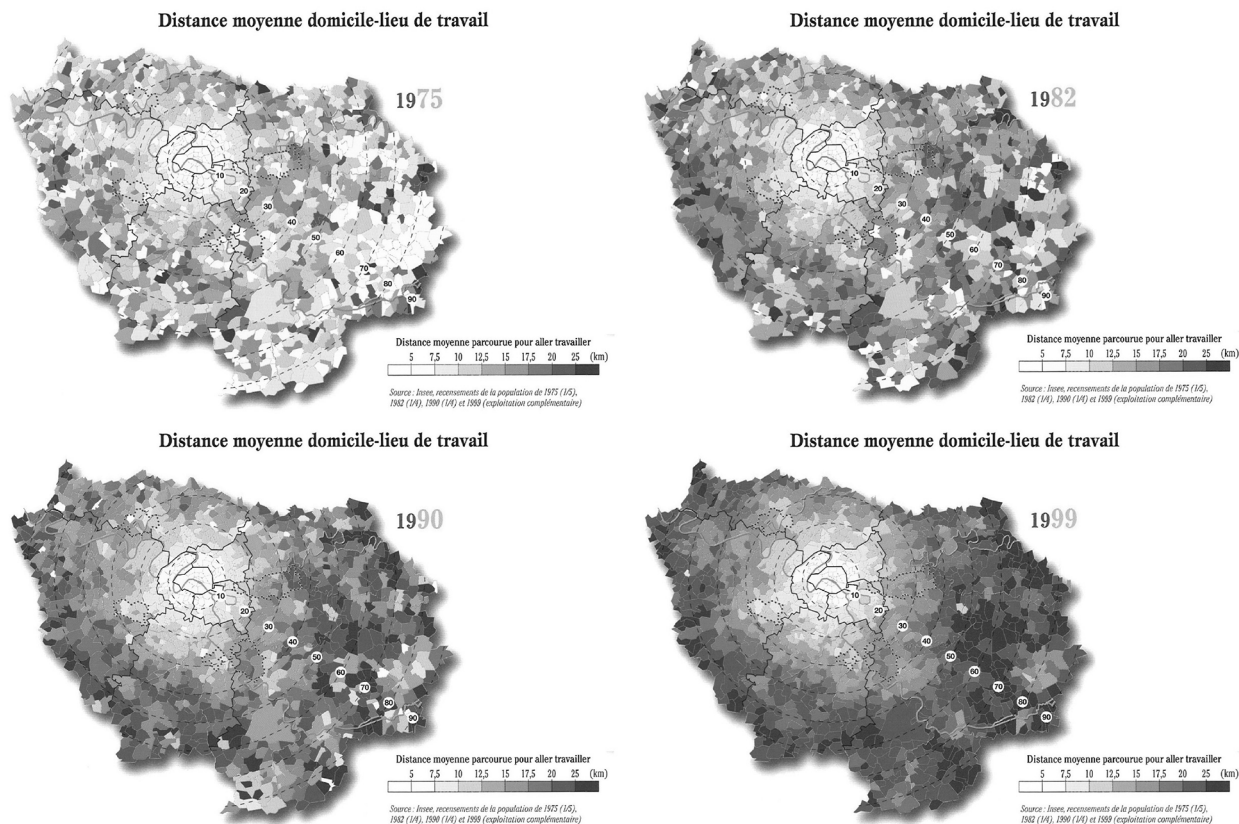 Distance moyenne domicile-lieu de travail
1975
10
20
30
40
50
60
70
80
90
Distance moyenne parcourue pour aller travailler
5 7,5 10 12,5 15 17,5 20 25 (km)
Source : Insee, recensements de la population de 1975 (1/5),
1982 (1/4), 1990 (1/4) et 1999 (exploitation complémentaire)
Distance moyenne domicile-lieu de travail
1982
10
20
30
40
50
60
70
80
90
Distance moyenne parcourue pour aller travailler
5 7,5 10 12,5 15 17,5 20 25 (km)
Source : Insee, recensements de la population de 1975 (1/5),
1982 (1/4), 1990 (1/4) et 1999 (exploitation complémentaire)
Distance moyenne domicile-lieu de travail
1990
10
20
30
40
50
60
70
80
90
Distance moyenne parcourue pour aller travailler
5 7,5 10 12,5 15 17,5 20 25 (km)
Source : Insee, recensements de la population de 1975 (1/5),
1982 (1/4), 1990 (1/4) et 1999 (exploitation complémentaire)
Distance moyenne domicile-lieu de travail
1999
10
20
30
40
50
60
70
80
90
Distance moyenne parcourue pour aller travailler
5 7,5 10 12,5 15 17,5 20 25 (km)
Source : Insee, recensements de la population de 1975 (1/5),
1982 (1/4), 1990 (1/4) et 1999 (exploitation complémentaire)